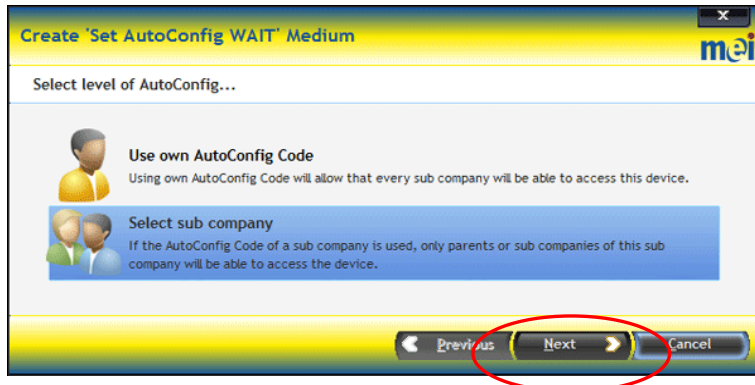 x
Create 'Set AutoConfig WAIT' Medium
mei
Select level of AutoConfig...
Use own AutoConfig Code
Using own AutoConfig Code will allow that every sub company will be able to access this device.
Select sub company
If the AutoConfig Code of a sub company is used, only parents or sub companies of this sub
company will be able to access the device.
Previous Next Cancel